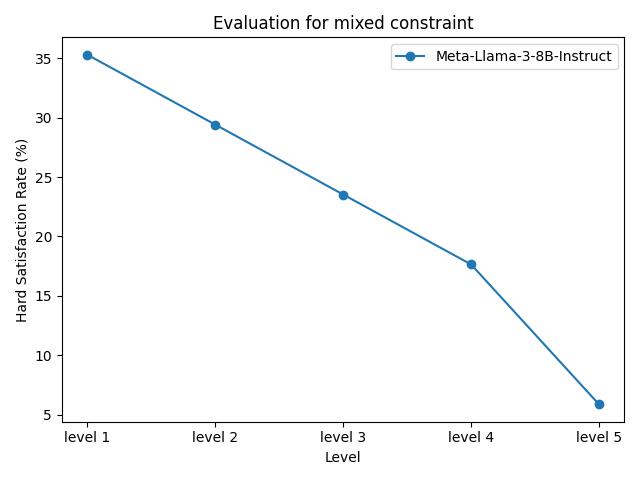 Evaluation for mixed constraint
Meta-Llama-3-8B-Instruct
Hard Satisfaction Rate (%)
35
30
25
20
15
10
5
level 1
level 2
level 3
level 4
level 5
Level